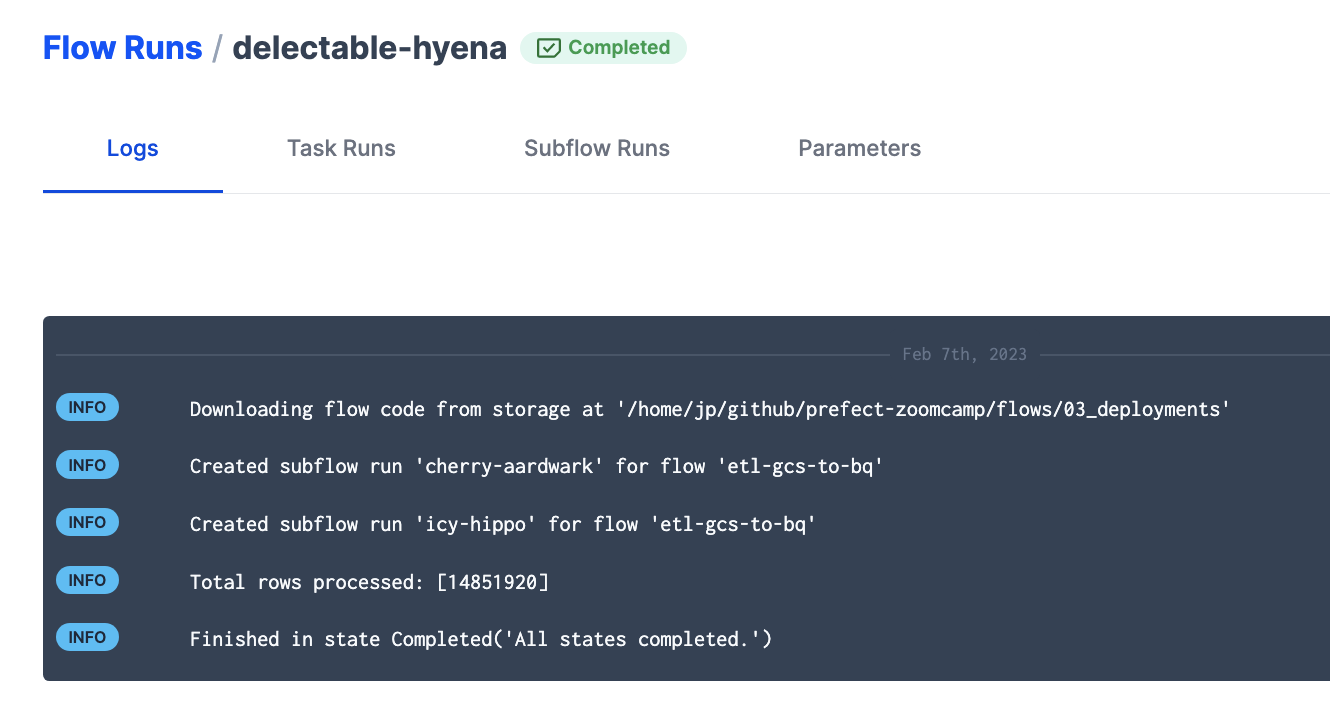 Flow Runs / delectable-hyena Completed
Logs Task Runs Subflow Runs Parameters
Feb 7th, 2023
INFO Downloading flow code from storage at '/home/jp/github/prefect-zoomcamp/flows/03_deployments'
INFO Created subflow run 'cherry-aardwark' for flow 'etl-gcs-to-bq'
INFO Created subflow run 'icy-hippo' for flow 'etl-gcs-to-bq'
INFO Total rows processed: [14851920]
INFO Finished in state Completed('All states completed.')